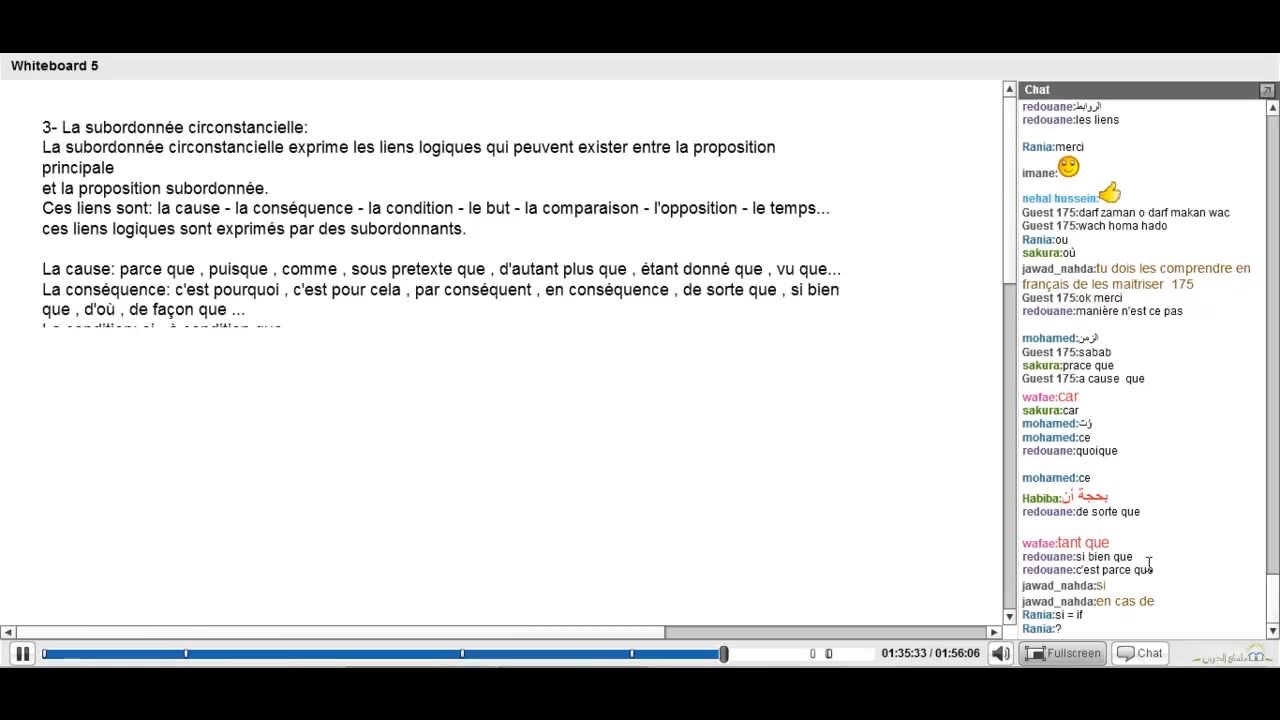 Whiteboard 5
3- La subordonnée circonstancielle:
La subordonnée circonstancielle exprime les liens logiques qui peuvent exister entre la proposition
principale
et la proposition subordonnée.
Ces liens sont: la cause - la conséquence - la condition - le but - la comparaison - l'opposition - le temps...
ces liens logiques sont exprimés par des subordonnants.
La cause: parce que , puisque , comme , sous pretexte que , d'autant plus que , étant donné que , vu que...
La conséquence: c'est pourquoi , c'est pour cela , par conséquent , en conséquence , de sorte que , si bien
que , d'où , de façon que ...
La condition: si , à condition que
Chat
redouane:الروابط
redouane:les liens
Rania:merci
imane:
nehal hussein:
Guest 175:darf zaman o darf makan wac
Guest 175:wach homa hado
Rania:ou
sakura:où
jawad_nahda:tu dois les comprendre en
français de les maitriser 175
Guest 175:ok merci
redouane:manière n'est ce pas
mohamed:الزمن
Guest 175:sabab
sakura:prace que
Guest 175:a cause que
wafae:car
sakura:car
mohamed:ؤت
mohamed:ce
redouane:quoique
mohamed:ce
Habiba:بحجة أن
redouane:de sorte que
wafae:tant que
redouane:si bien que
redouane:c'est parce que
jawad_nahda:si
jawad_nahda:en cas de
Rania:si = if
Rania:?
01:35:33 / 01:56:06
Fullscreen
Chat